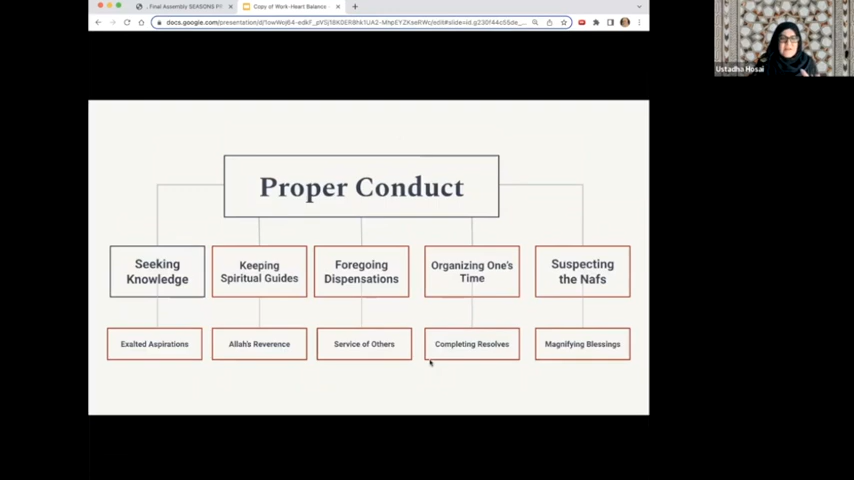 Final Assembly SEASONS
Copy of Work-Heart Balance
Ustadha Hosai
Proper Conduct
Seeking
Knowledge
Keeping
Spiritual Guides
Foregoing
Dispensations
Organizing One's
Time
Suspecting
the Nafs
Exalted Aspirations
Allah's Reverence
Service of Others
Completing Resolves
Magnifying Blessings